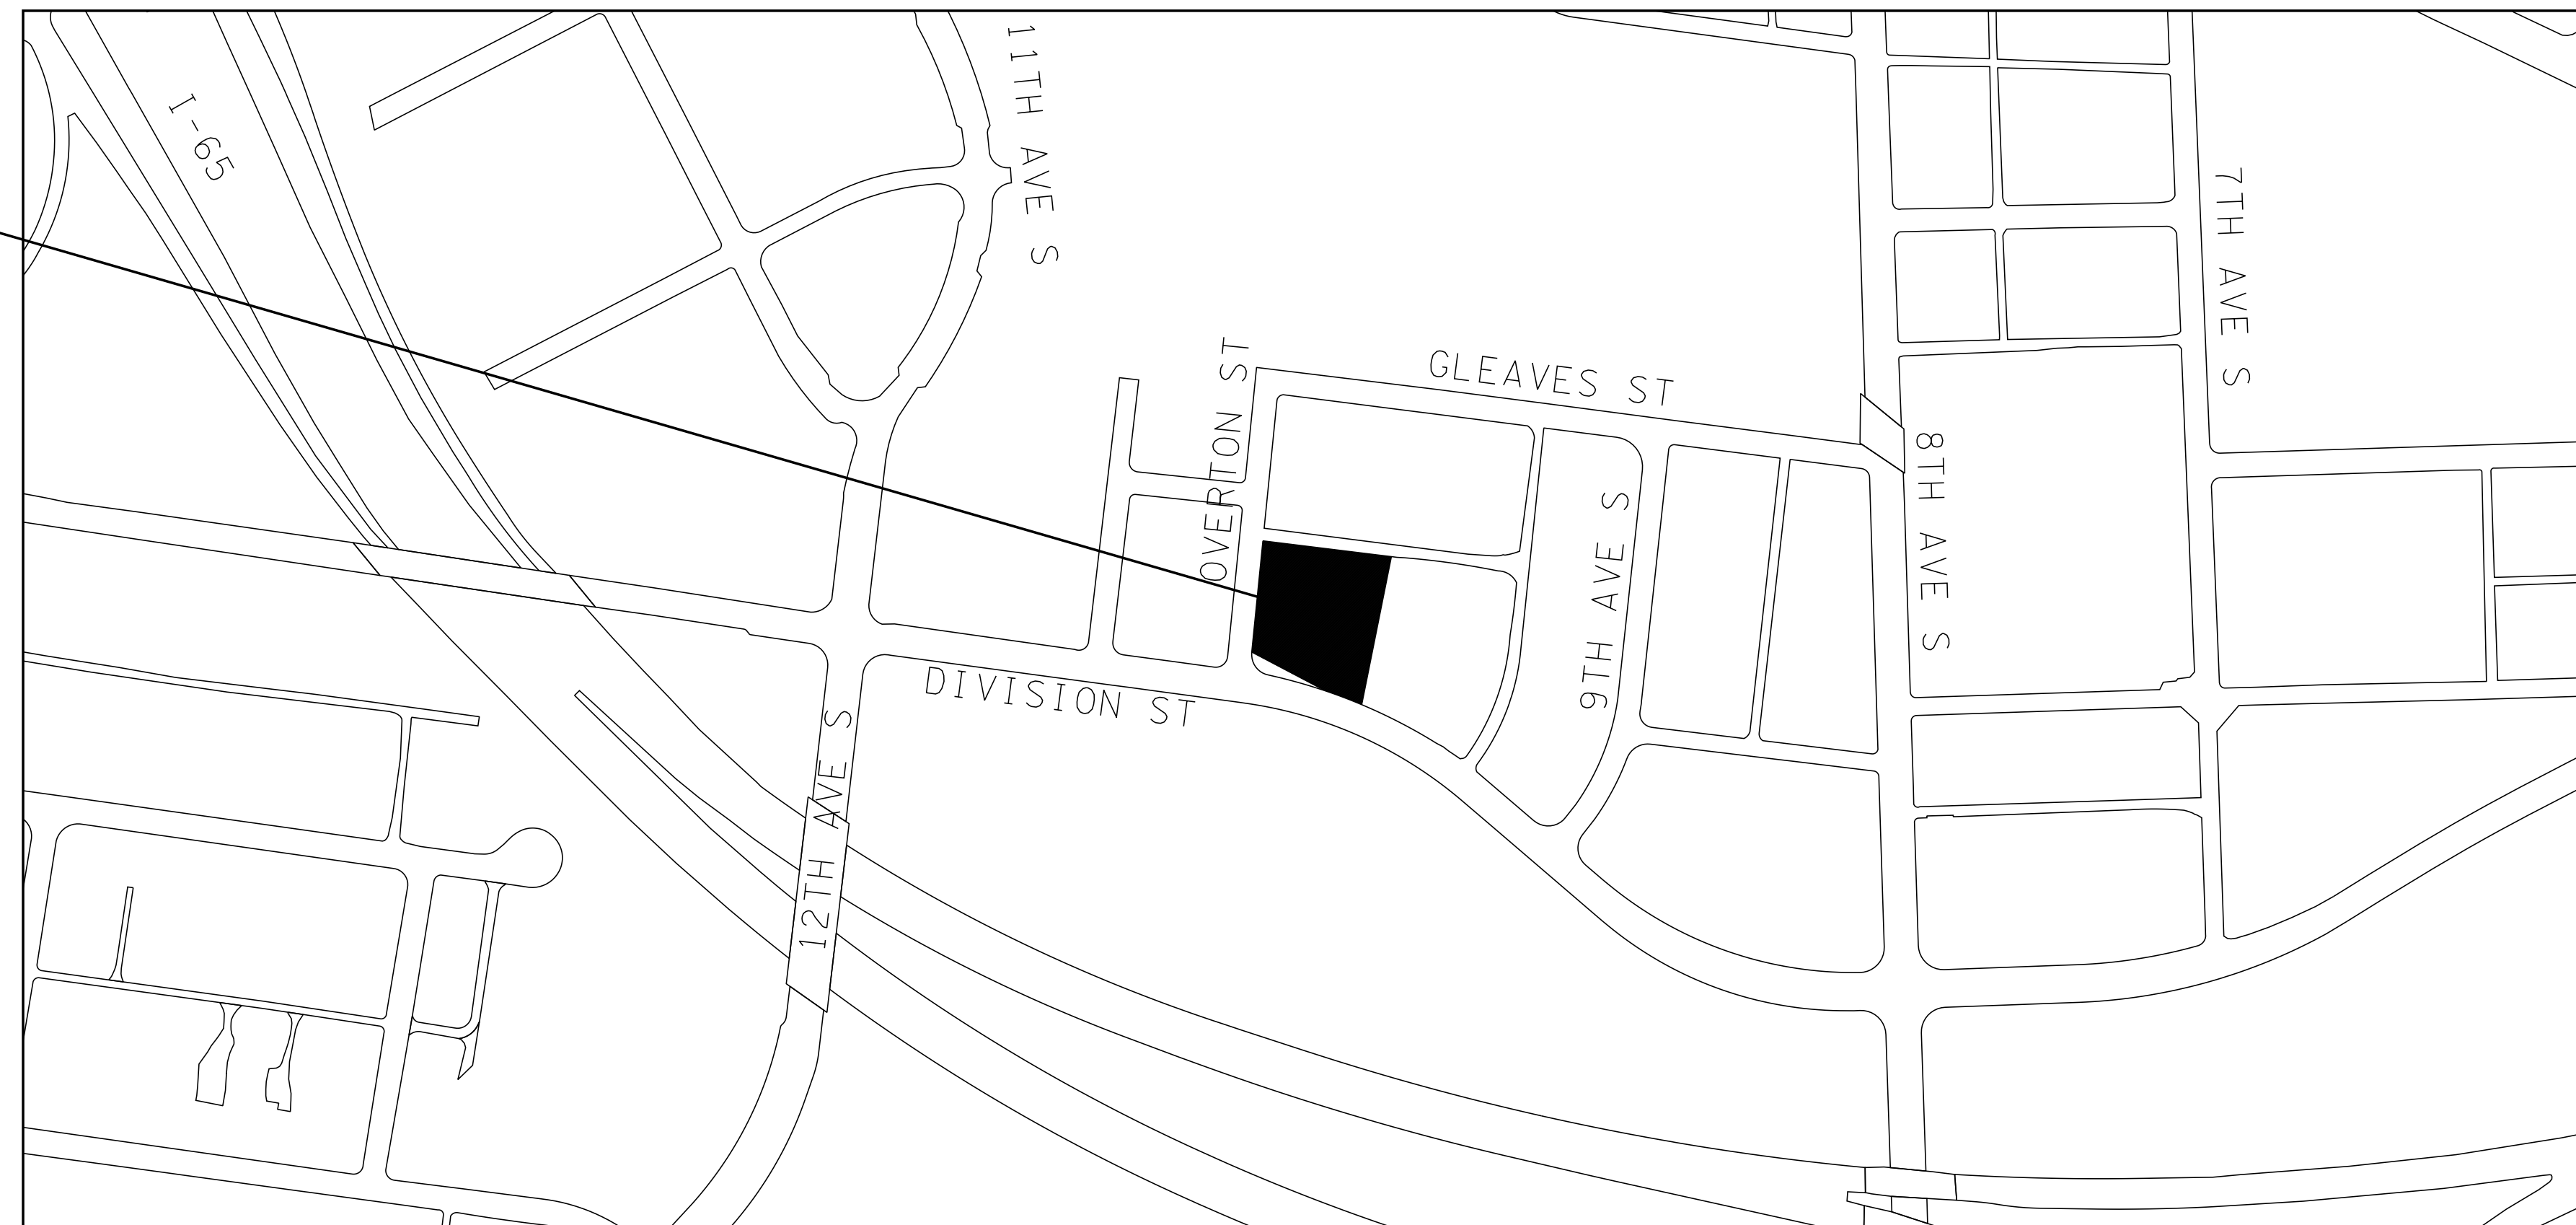 I-65
11TH AVE S
7TH AVE S
OVERTON ST
GLEAVES ST
8TH AVE S
9TH AVE S
DIVISION ST
12TH AVE S